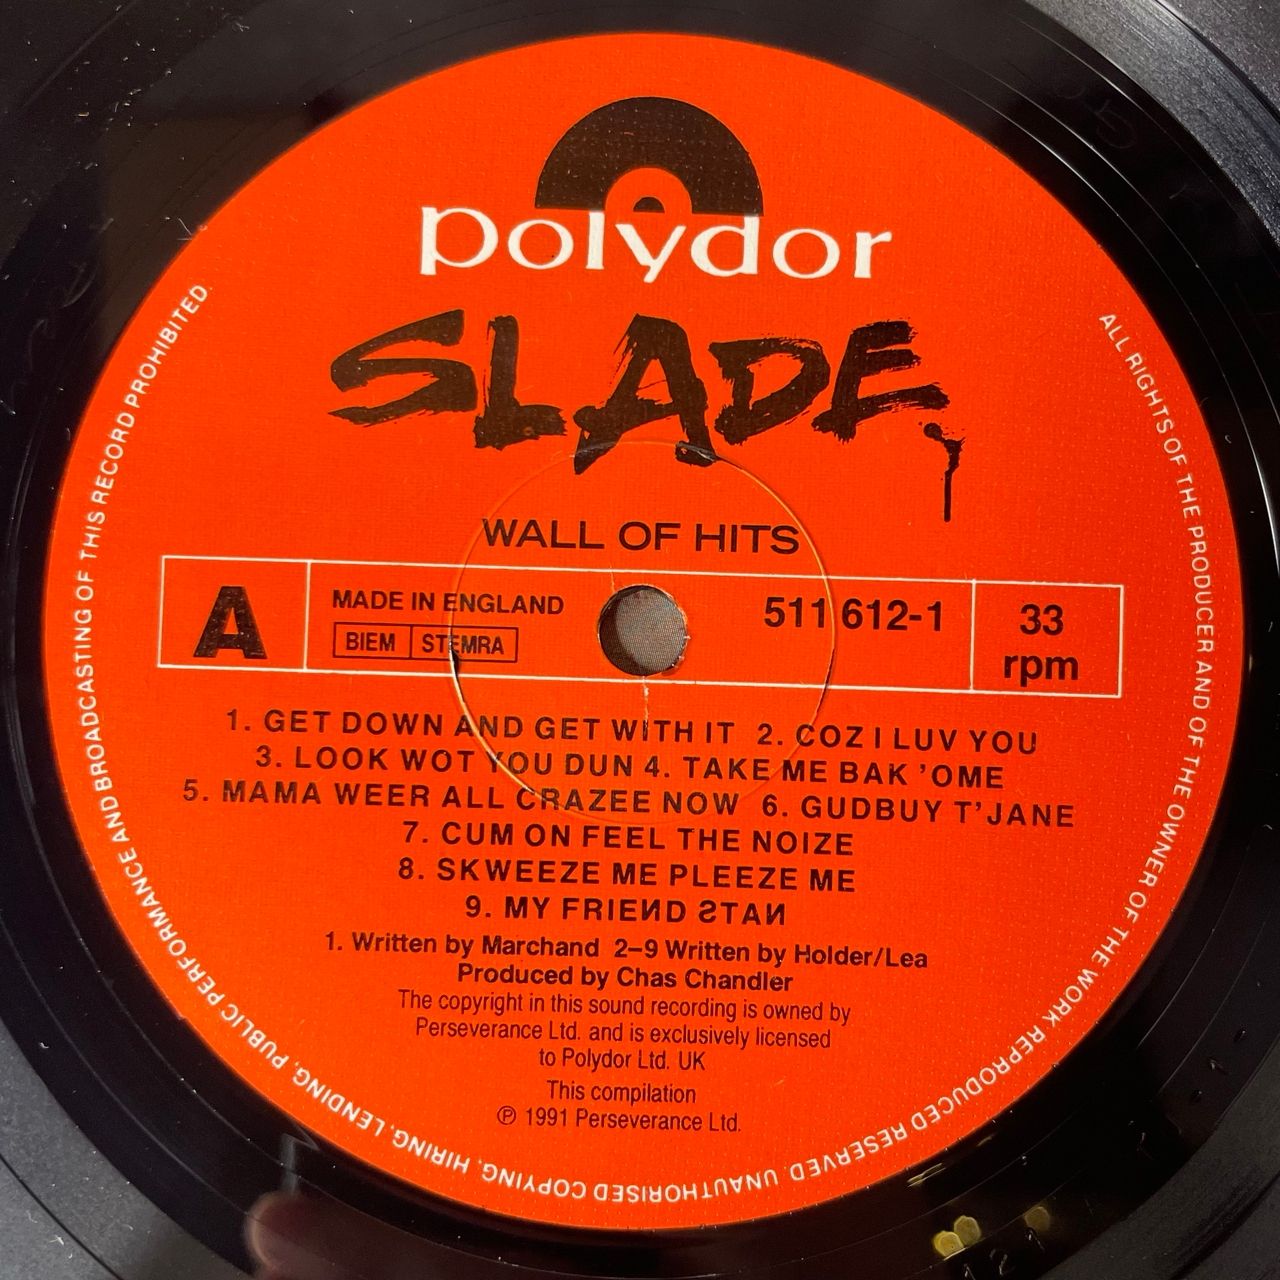 polydor
SLADE
WALL OF HITS
A
MADE IN ENGLAND
BIEM STEMRA
511 612-1
33
rpm
1. GET DOWN AND GET WITH IT 2. COZ I LUV YOU
3. LOOK WOT YOU DUN 4. TAKE ME BAK 'OME
5. MAMA WEER ALL CRAZEE NOW 6. GUDBUY T'JANE
7. CUM ON FEEL THE NOIZE
8. SKWEEZE ME PLEEZE ME
9. MY FRIEИD ƧTAИ
1. Written by Marchand 2–9 Written by Holder/Lea
Produced by Chas Chandler
The copyright in this sound recording is owned by
Perseverance Ltd. and is exclusively licensed
to Polydor Ltd. UK
This compilation
℗ 1991 Perseverance Ltd.
ALL RIGHTS OF THE PRODUCER AND OF THE OWNER OF THE WORK REPRODUCED RESERVED. UNAUTHORISED COPYING, HIRING, LENDING, PUBLIC PERFORMANCE AND BROADCASTING OF THIS RECORD PROHIBITED.